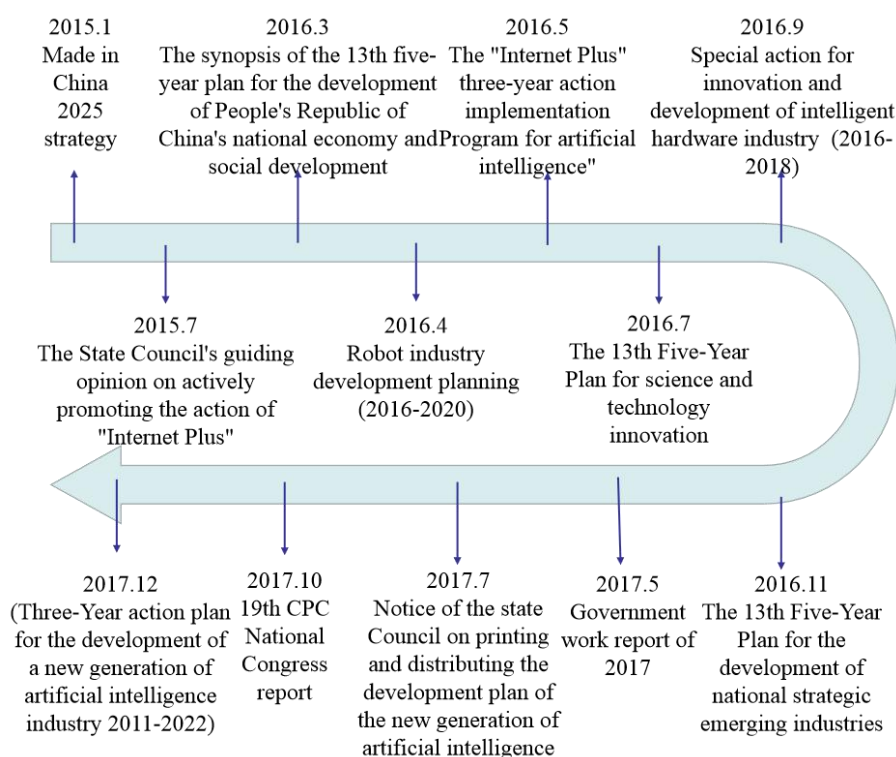 2015.1
Made in
China
2025
strategy
2016.3
The synopsis of the 13th five-
year plan for the development
of People's Republic of
China's national economy and
social development
2016.5
The "Internet Plus"
three-year action
implementation
Program for artificial
intelligence"
2016.9
Special action for
innovation and
development of intelligent
hardware industry (2016-
2018)
2015.7
The State Council's guiding
opinion on actively
promoting the action of
"Internet Plus"
2016.4
Robot industry
development planning
(2016-2020)
2016.7
The 13th Five-Year
Plan for science and
technology
innovation
2017.12
(Three-Year action plan
for the development of
a new generation of
artificial intelligence
industry 2011-2022)
2017.10
19th CPC
National
Congress
report
2017.7
Notice of the state
Council on printing
and distributing the
development plan of
the new generation of
artificial intelligence
2017.5
Government
work report of
2017
2016.11
The 13th Five-Year
Plan for the
development of
national strategic
emerging industries